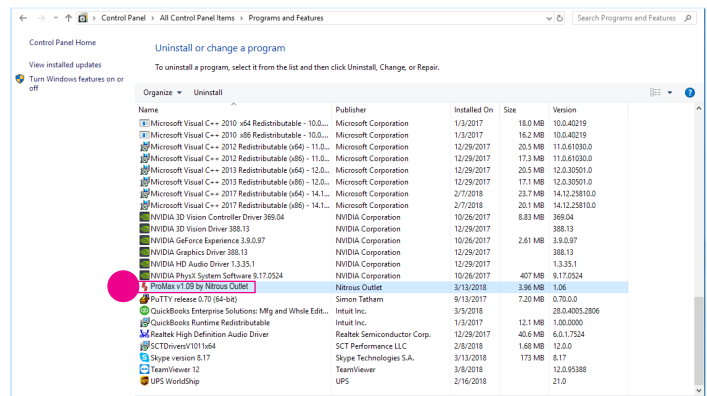 Control Panel > All Control Panel Items > Programs and Features
Search Programs and Features
Control Panel Home
View installed updates
Turn Windows features on or
off
Uninstall or change a program
To uninstall a program, select it from the list and then click Uninstall, Change, or Repair.
Organize Uninstall
Name Publisher Installed On Size Version
Microsoft Visual C++ 2010 x64 Redistributable - 10.0.... Microsoft Corporation 1/3/2017 18.0 MB 10.0.40219
Microsoft Visual C++ 2010 x86 Redistributable - 10.0.... Microsoft Corporation 1/3/2017 16.2 MB 10.0.40219
Microsoft Visual C++ 2012 Redistributable (x64) - 11.0... Microsoft Corporation 12/29/2017 20.5 MB 11.0.61030.0
Microsoft Visual C++ 2012 Redistributable (x86) - 11.0... Microsoft Corporation 12/29/2017 17.3 MB 11.0.61030.0
Microsoft Visual C++ 2013 Redistributable (x64) - 12.0... Microsoft Corporation 12/29/2017 20.5 MB 12.0.30501.0
Microsoft Visual C++ 2013 Redistributable (x86) - 12.0... Microsoft Corporation 12/29/2017 17.1 MB 12.0.30501.0
Microsoft Visual C++ 2017 Redistributable (x64) - 14.1... Microsoft Corporation 2/7/2018 23.7 MB 14.12.25810.0
Microsoft Visual C++ 2017 Redistributable (x86) - 14.1... Microsoft Corporation 2/7/2018 20.1 MB 14.12.25810.0
NVIDIA 3D Vision Controller Driver 369.04 NVIDIA Corporation 10/26/2017 8.83 MB 369.04
NVIDIA 3D Vision Driver 388.13 NVIDIA Corporation 12/29/2017 388.13
NVIDIA GeForce Experience 3.9.0.97 NVIDIA Corporation 10/26/2017 2.61 MB 3.9.0.97
NVIDIA Graphics Driver 388.13 NVIDIA Corporation 12/29/2017 388.13
NVIDIA HD Audio Driver 1.3.35.1 NVIDIA Corporation 12/29/2017 1.3.35.1
NVIDIA PhysX System Software 9.17.0524 NVIDIA Corporation 10/26/2017 407 MB 9.17.0524
ProMax v1.09 by Nitrous Outlet Nitrous Outlet 3/13/2018 3.96 MB 1.06
PuTTY release 0.70 (64-bit) Simon Tatham 9/13/2017 7.20 MB 0.70.0.0
QuickBooks Enterprise Solutions: Mfg and Whsle Edit... Intuit Inc. 3/5/2018 28.0.4005.2806
QuickBooks Runtime Redistributable Intuit Inc. 1/3/2017 12.1 MB 1.00.0000
Realtek High Definition Audio Driver Realtek Semiconductor Corp. 12/29/2017 40.6 MB 6.0.1.7524
SCTDriversV1011x64 SCT Performance LLC 2/8/2018 1.68 MB 12.0.0
Skype version 8.17 Skype Technologies S.A. 3/13/2018 173 MB 8.17
TeamViewer 12 TeamViewer 3/8/2018 12.0.95388
UPS WorldShip UPS 2/16/2018 21.0